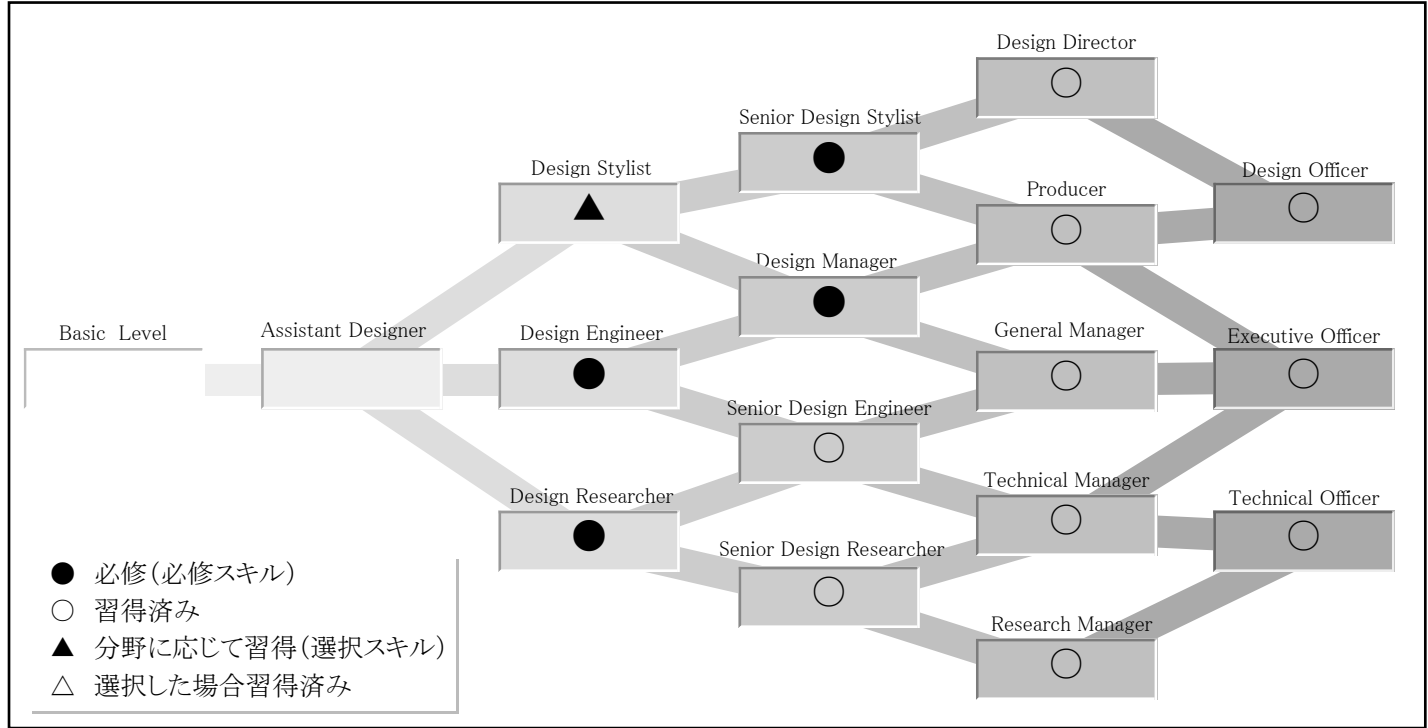 Design Director
Senior Design Stylist
Design Stylist
Design Officer
Producer
Design Manager
Basic Level
Assistant Designer
Design Engineer
General Manager
Executive Officer
Senior Design Engineer
Design Researcher
Technical Manager
Technical Officer
Senior Design Researcher
Research Manager
● 必修(必修スキル)
○ 習得済み
▲ 分野に応じて習得(選択スキル)
△ 選択した場合習得済み